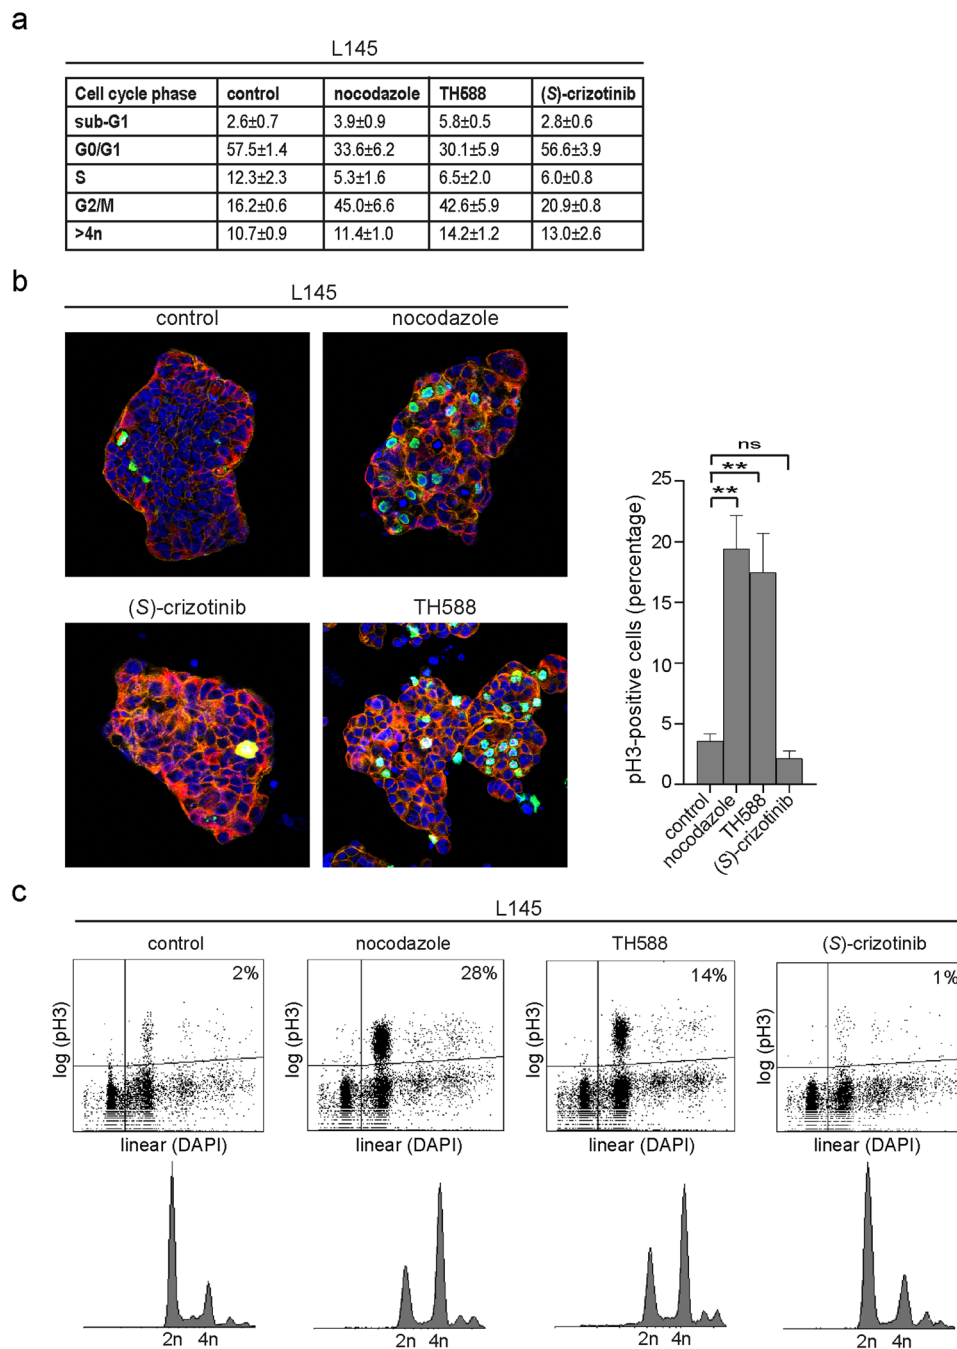 a
L145
Cell cycle phase control nocodazole TH588 (S)-crizotinib
sub-G1 2.6±0.7 3.9±0.9 5.8±0.5 2.8±0.6
G0/G1 57.5±1.4 33.6±6.2 30.1±5.9 56.6±3.9
S 12.3±2.3 5.3±1.6 6.5±2.0 6.0±0.8
G2/M 16.2±0.6 45.0±6.6 42.6±5.9 20.9±0.8
>4n 10.7±0.9 11.4±1.0 14.2±1.2 13.0±2.6
b
L145
control nocodazole
(S)-crizotinib TH588
ns
**
**
pH3-positive cells (percentage)
25
20
15
10
5
0
control
nocodazole
TH588
(S)-crizotinib
c
L145
control nocodazole TH588 (S)-crizotinib
2% 28% 14% 1%
log (pH3) log (pH3) log (pH3) log (pH3)
linear (DAPI) linear (DAPI) linear (DAPI) linear (DAPI)
2n 4n 2n 4n 2n 4n 2n 4n